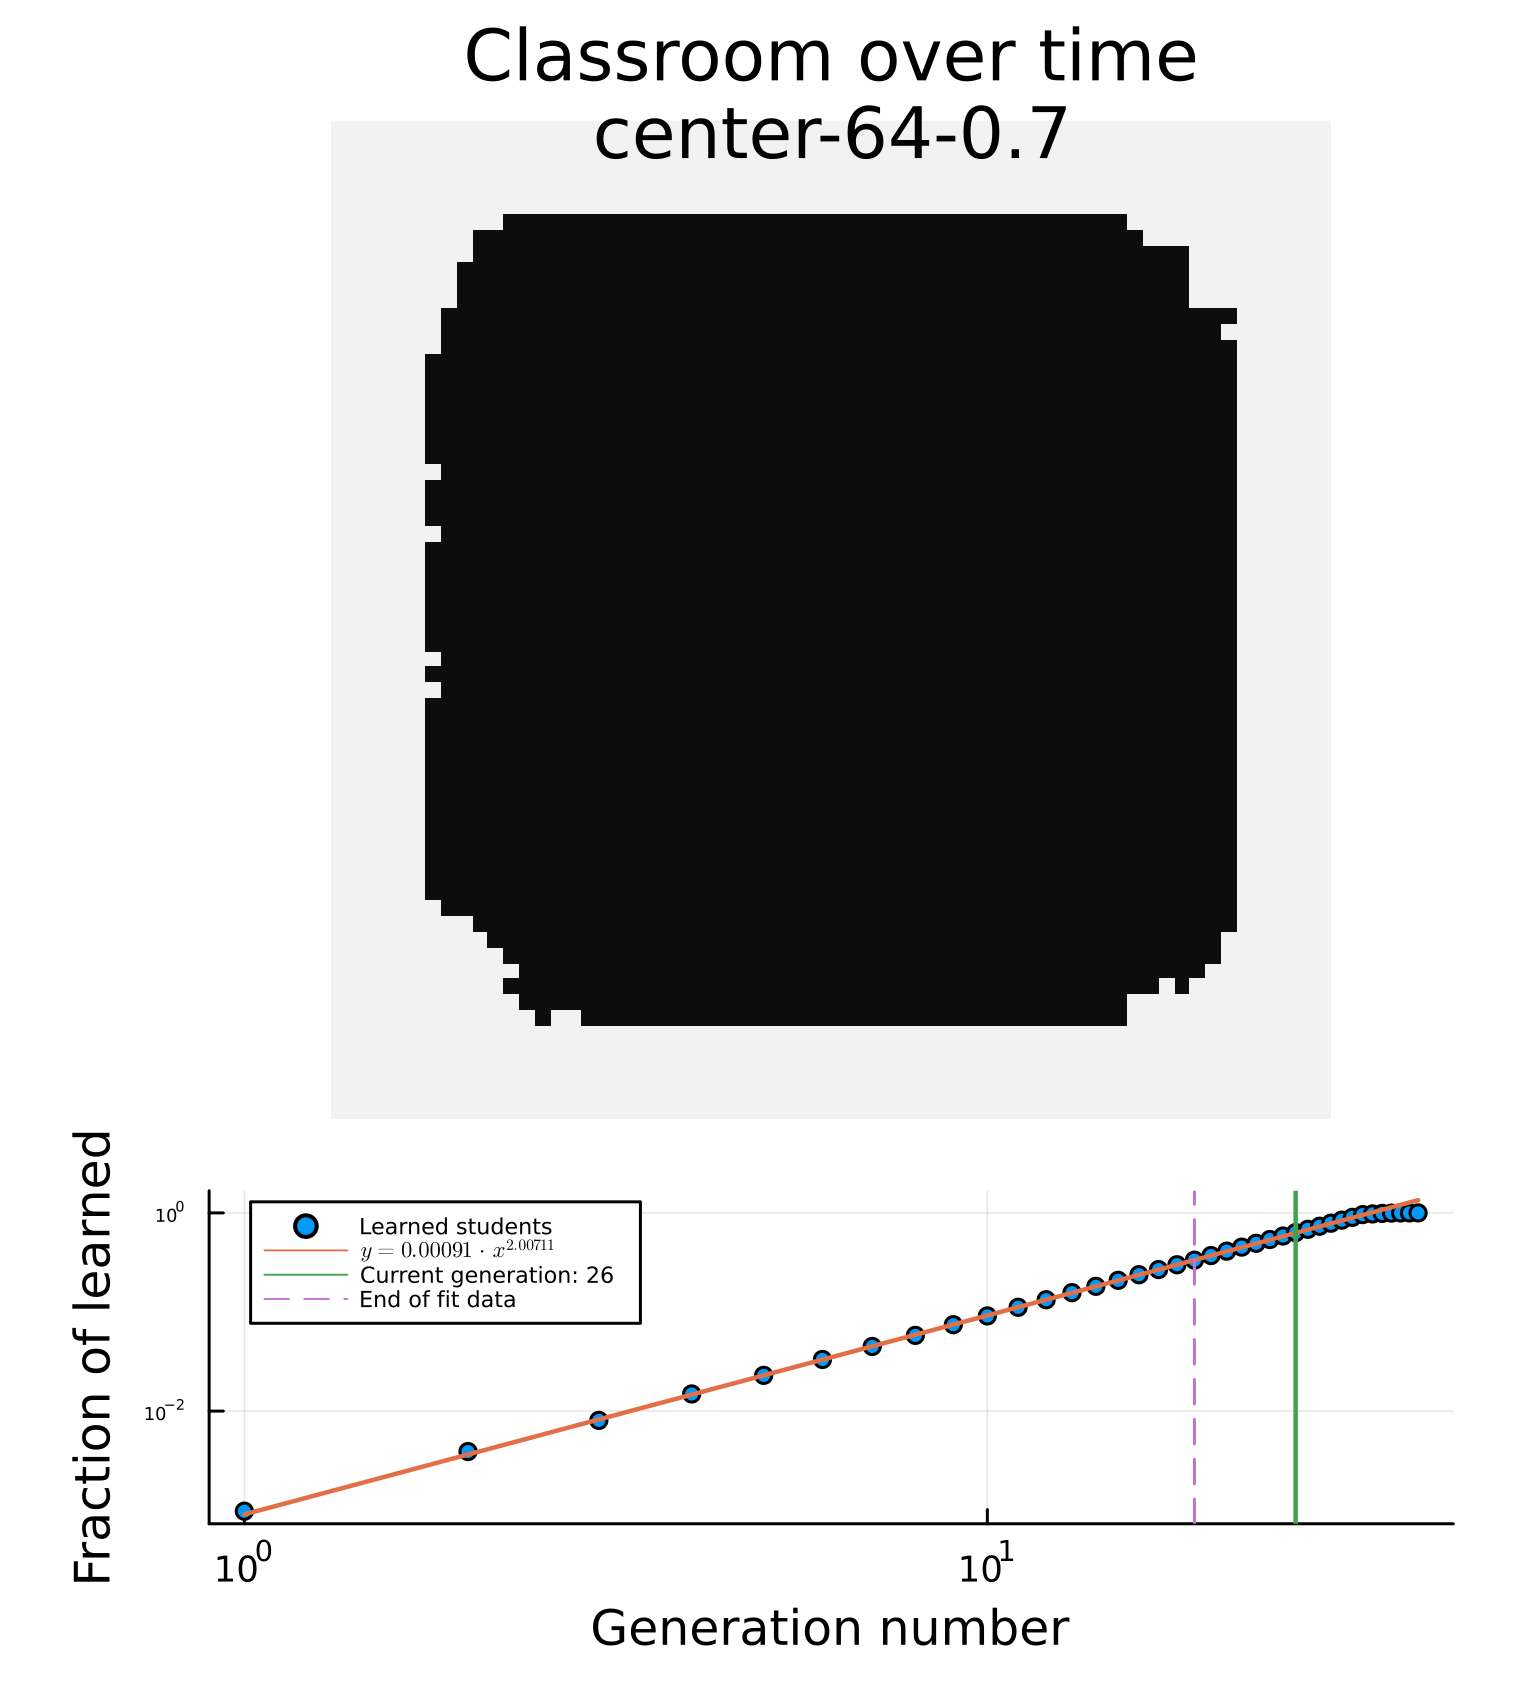 Classroom over time
center-64-0.7
Fraction of learned
10⁰
10⁻²
Learned students
y = 0.00091 · x^2.00711
Current generation: 26
End of fit data
10⁰
10¹
Generation number